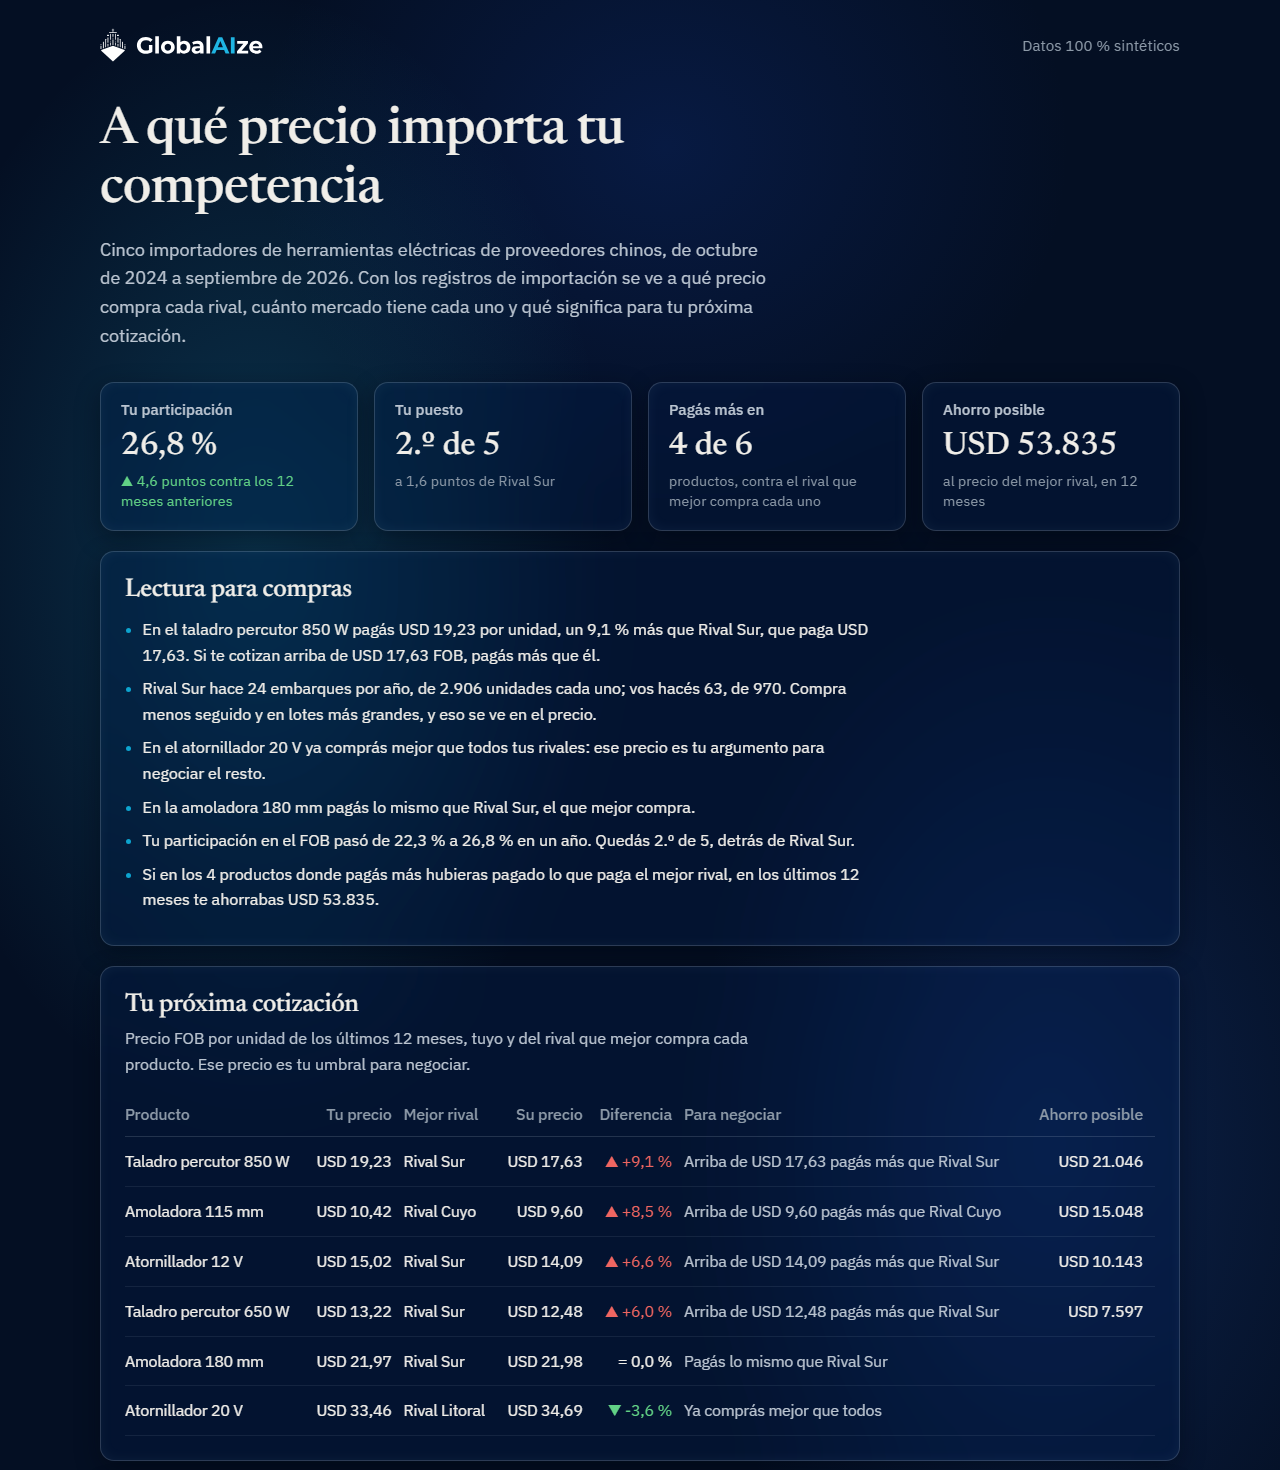 GlobalAIze
Datos 100 % sintéticos
A qué precio importa tu
competencia
Cinco importadores de herramientas eléctricas de proveedores chinos, de octubre
de 2024 a septiembre de 2026. Con los registros de importación se ve a qué precio
compra cada rival, cuánto mercado tiene cada uno y qué significa para tu próxima
cotización.
Tu participación
26,8 %
▲ 4,6 puntos contra los 12
meses anteriores
Tu puesto
2.º de 5
a 1,6 puntos de Rival Sur
Pagás más en
4 de 6
productos, contra el rival que
mejor compra cada uno
Ahorro posible
USD 53.835
al precio del mejor rival, en 12
meses
Lectura para compras
• En el taladro percutor 850 W pagás USD 19,23 por unidad, un 9,1 % más que Rival Sur, que paga USD
17,63. Si te cotizan arriba de USD 17,63 FOB, pagás más que él.
• Rival Sur hace 24 embarques por año, de 2.906 unidades cada uno; vos hacés 63, de 970. Compra
menos seguido y en lotes más grandes, y eso se ve en el precio.
• En el atornillador 20 V ya comprás mejor que todos tus rivales: ese precio es tu argumento para
negociar el resto.
• En la amoladora 180 mm pagás lo mismo que Rival Sur, el que mejor compra.
• Tu participación en el FOB pasó de 22,3 % a 26,8 % en un año. Quedás 2.º de 5, detrás de Rival Sur.
• Si en los 4 productos donde pagás más hubieras pagado lo que paga el mejor rival, en los últimos 12
meses te ahorrabas USD 53.835.
Tu próxima cotización
Precio FOB por unidad de los últimos 12 meses, tuyo y del rival que mejor compra cada
producto. Ese precio es tu umbral para negociar.
Producto Tu precio Mejor rival Su precio Diferencia Para negociar Ahorro posible
Taladro percutor 850 W USD 19,23 Rival Sur USD 17,63 ▲ +9,1 % Arriba de USD 17,63 pagás más que Rival Sur USD 21.046
Amoladora 115 mm USD 10,42 Rival Cuyo USD 9,60 ▲ +8,5 % Arriba de USD 9,60 pagás más que Rival Cuyo USD 15.048
Atornillador 12 V USD 15,02 Rival Sur USD 14,09 ▲ +6,6 % Arriba de USD 14,09 pagás más que Rival Sur USD 10.143
Taladro percutor 650 W USD 13,22 Rival Sur USD 12,48 ▲ +6,0 % Arriba de USD 12,48 pagás más que Rival Sur USD 7.597
Amoladora 180 mm USD 21,97 Rival Sur USD 21,98 = 0,0 % Pagás lo mismo que Rival Sur
Atornillador 20 V USD 33,46 Rival Litoral USD 34,69 ▼ -3,6 % Ya comprás mejor que todos